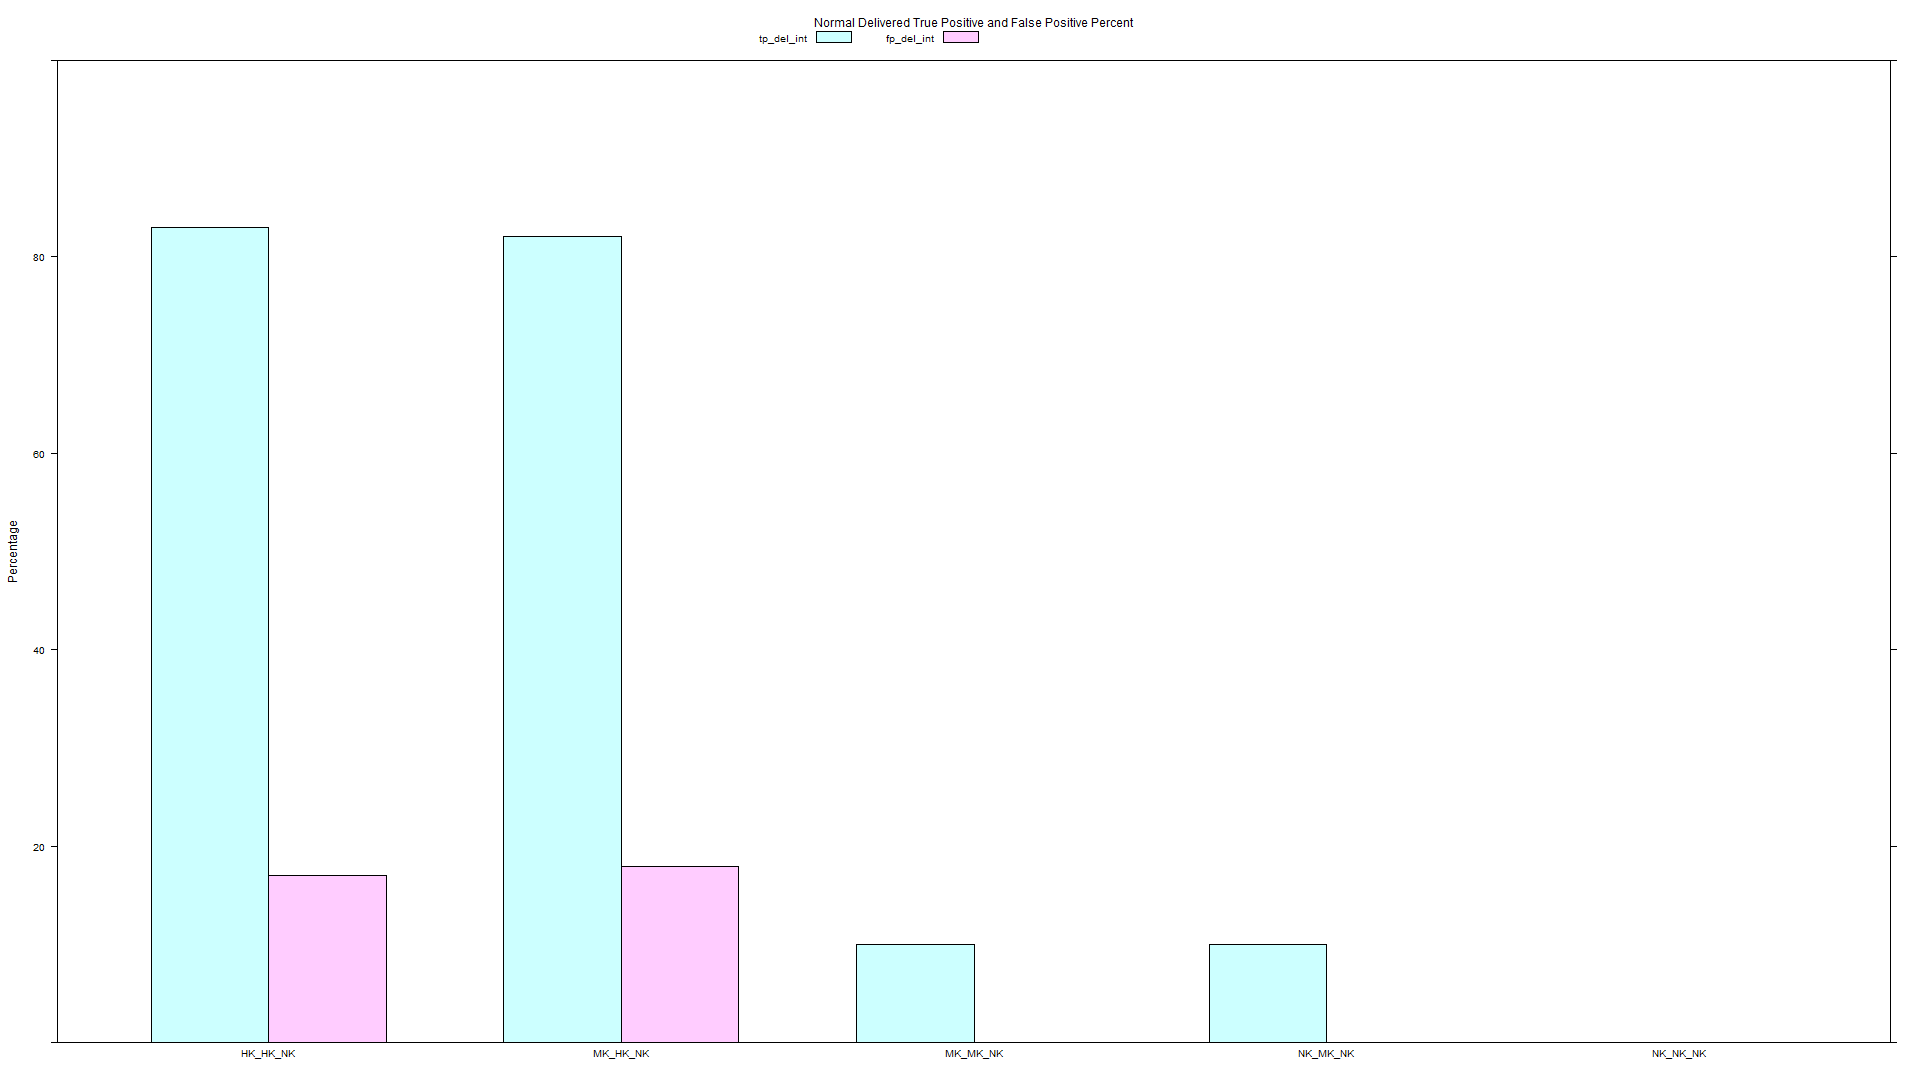 Normal Delivered True Positive and False Positive Percent
tp_del_int fp_del_int
80
60
40
20
Percentage
HK_HK_NK MK_HK_NK MK_MK_NK NK_MK_NK NK_NK_NK